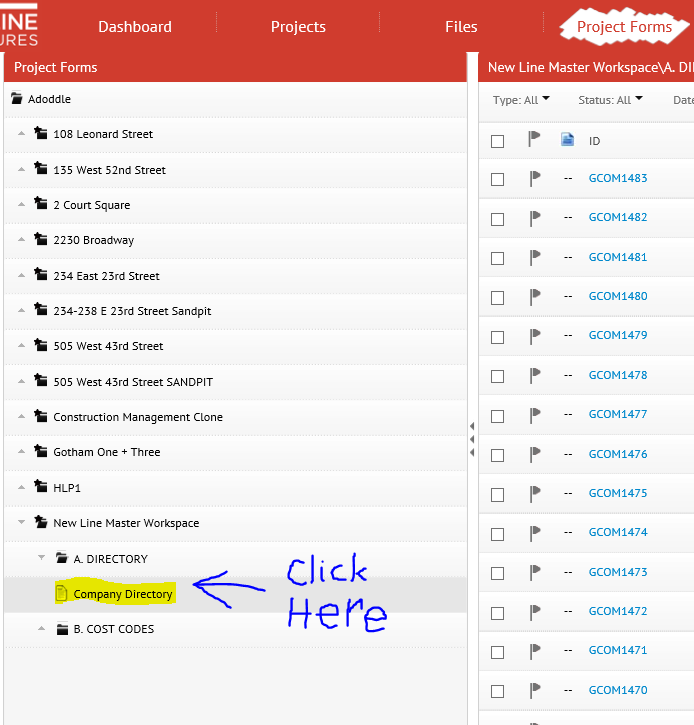 INE
URES
Dashboard
Projects
Files
Project Forms
Project Forms
Adoddle
108 Leonard Street
135 West 52nd Street
2 Court Square
2230 Broadway
234 East 23rd Street
234-238 E 23rd Street Sandpit
505 West 43rd Street
505 West 43rd Street SANDPIT
Construction Management Clone
Gotham One + Three
HLP1
New Line Master Workspace
A. DIRECTORY
Company Directory
B. COST CODES
Click
Here
New Line Master Workspace\A. DI
Type: All Status: All Date
ID
-- GCOM1483
-- GCOM1482
-- GCOM1481
-- GCOM1480
-- GCOM1479
-- GCOM1478
-- GCOM1477
-- GCOM1476
-- GCOM1475
-- GCOM1474
-- GCOM1473
-- GCOM1472
-- GCOM1471
-- GCOM1470